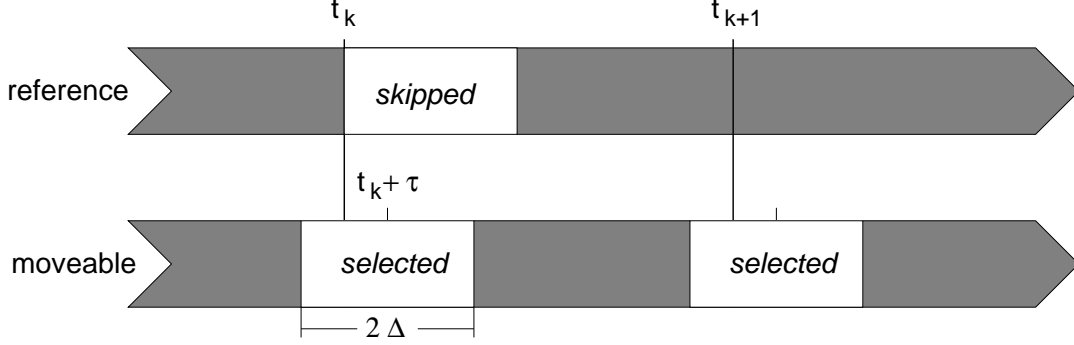 t k t k+1
reference skipped
t k + τ
moveable selected selected
2 Δ